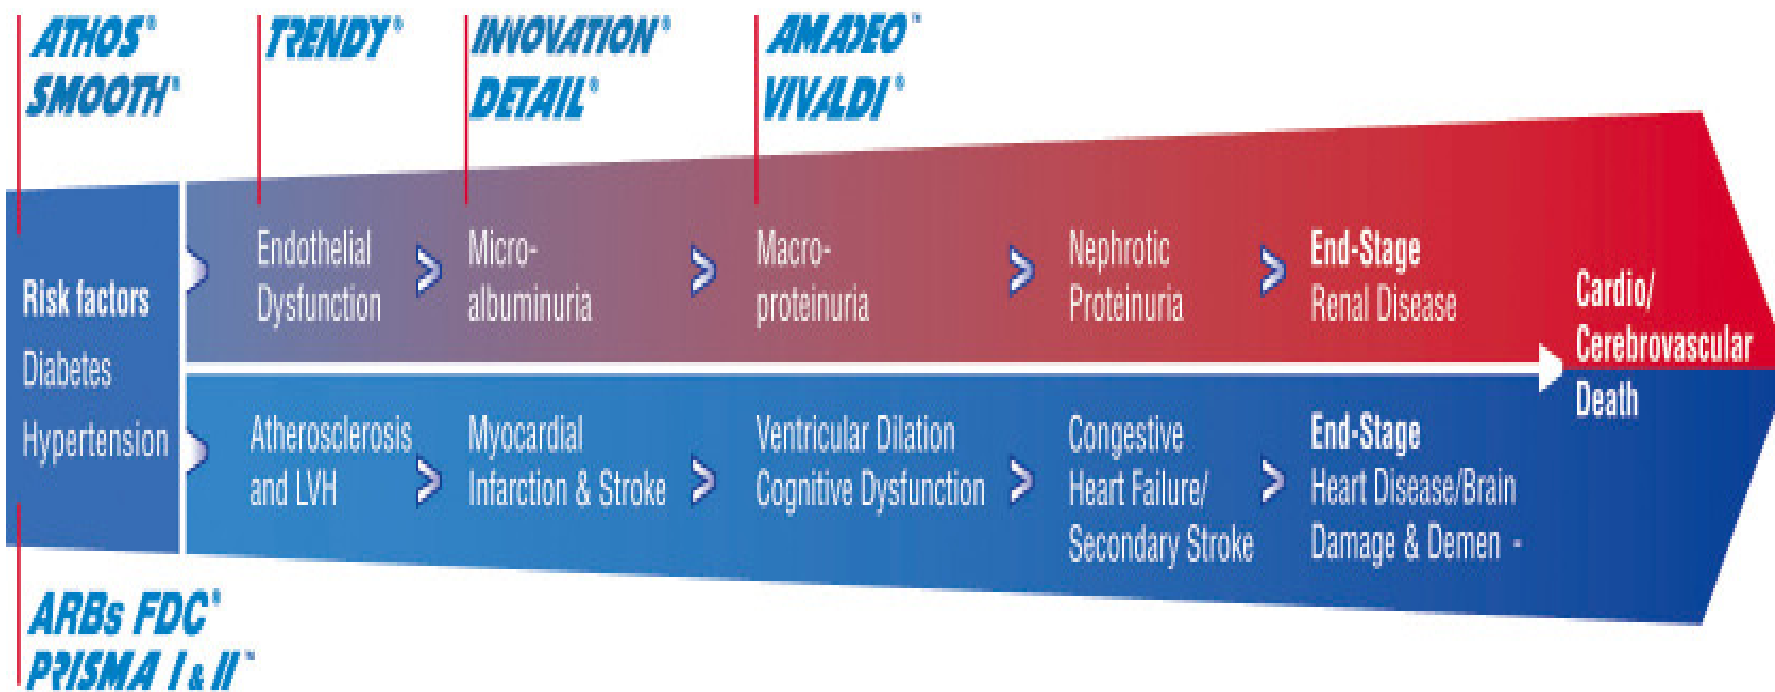 ATHOS®
SMOOTH™
TRENDY®
INNOVATION®
DETAIL®
AMADEO™
VIVALDI®
Risk factors
Diabetes
Hypertension
Endothelial
Dysfunction
Micro-
albuminuria
Macro-
proteinuria
Nephrotic
Proteinuria
End-Stage
Renal Disease
Cardio/
Cerebrovascular
Death
Atherosclerosis
and LVH
Myocardial
Infarction & Stroke
Ventricular Dilation
Cognitive Dysfunction
Congestive
Heart Failure/
Secondary Stroke
End-Stage
Heart Disease/Brain
Damage & Demen -
ARBs FDC®
PRISMA I & II™